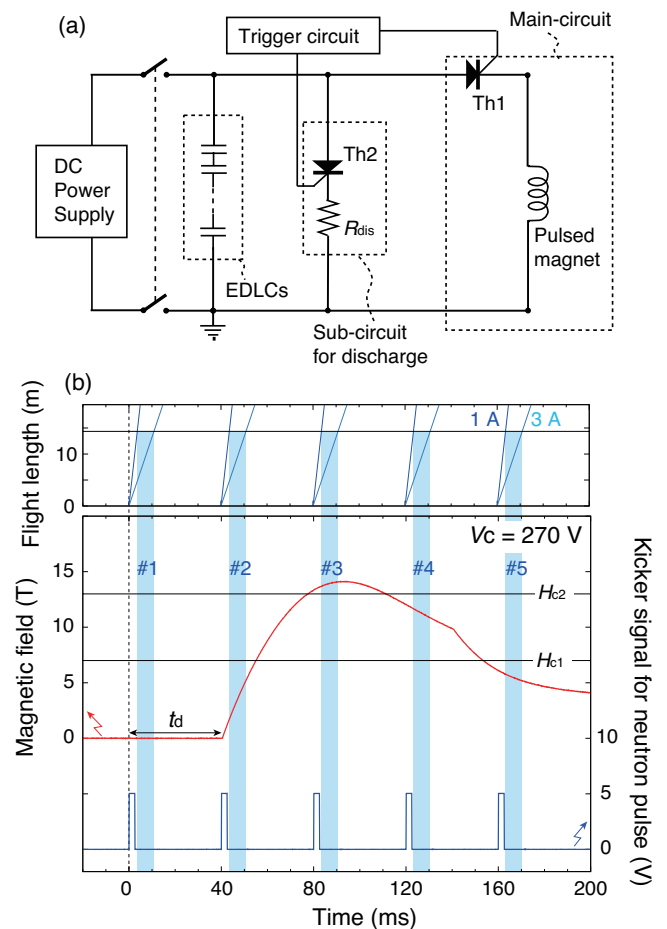 (a)
Main-circuit
Trigger circuit
Th1
DC
Power
Supply
Th2
Rdis
Pulsed
magnet
EDLCs
Sub-circuit
for discharge
(b)
Flight length (m)
10
0
1 A
3 A
Vc = 270 V
#1
#2
#3
#4
#5
Magnetic field (T)
15
10
5
0
Hc2
Hc1
td
Kicker signal for neutron pulse (V)
10
5
0
0
40
80
120
160
200
Time (ms)